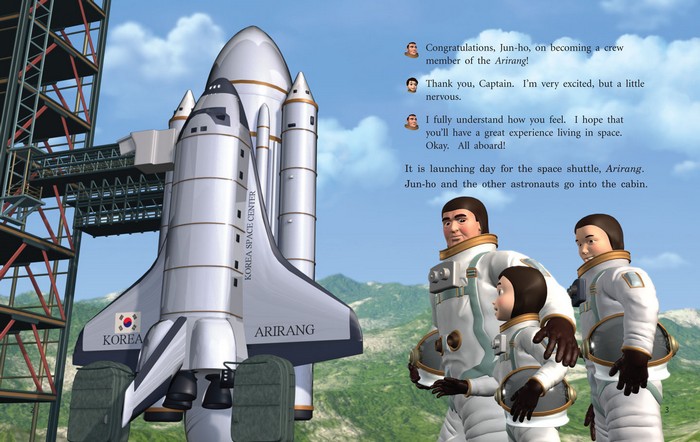 Congratulations, Jun-ho, on becoming a crew
member of the Arirang!
Thank you, Captain. I'm very excited, but a little
nervous.
I fully understand how you feel. I hope that
you'll have a great experience living in space.
Okay. All aboard!
It is launching day for the space shuttle, Arirang.
Jun-ho and the other astronauts go into the cabin.
KOREA SPACE CENTER
KOREA
ARIRANG
3